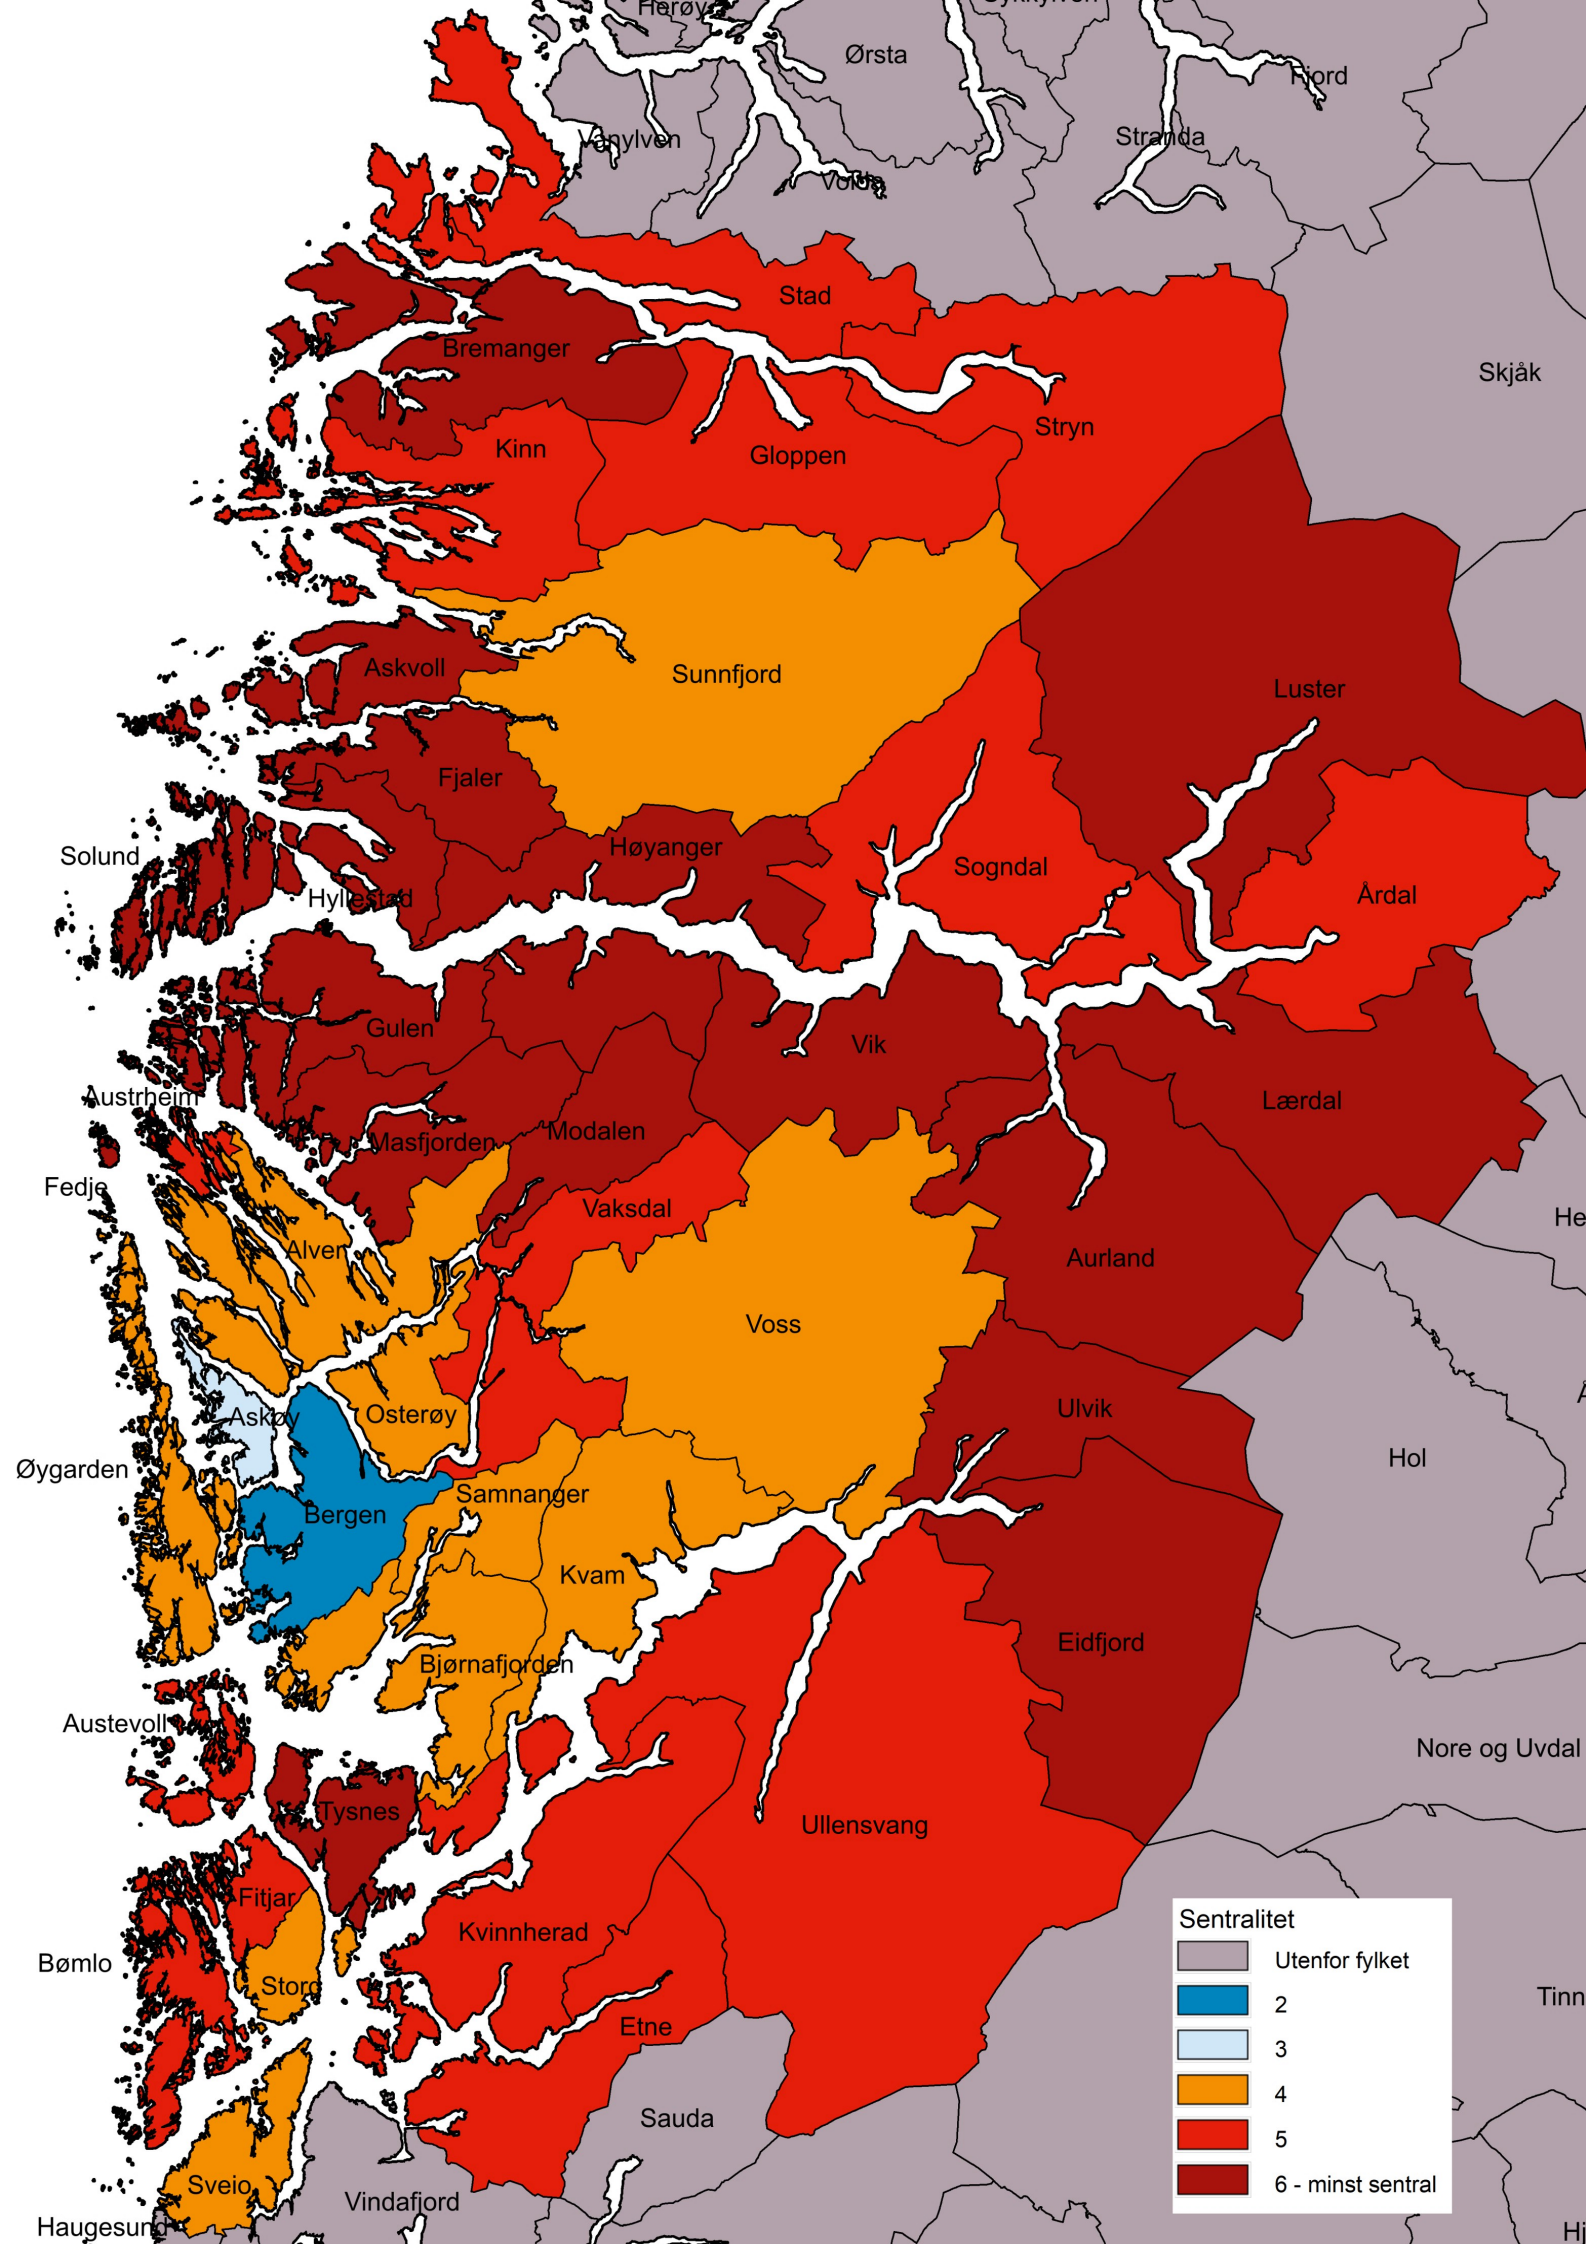 Herøy
Ørsta
Fjord
Vanylven
Stranda
Volda
Stad
Bremanger
Skjåk
Stryn
Kinn
Gloppen
Askvoll
Sunnfjord
Luster
Fjaler
Høyanger
Solund
Sogndal
Årdal
Hyllestad
Gulen
Vik
Austrheim
Lærdal
Masfjorden
Modalen
Fedje
Vaksdal
He
Alver
Aurland
Voss
Askøy
Osterøy
Ulvik
Øygarden
Hol
Samnanger
Bergen
Kvam
Eidfjord
Bjørnafjorden
Austevoll
Nore og Uvdal
Tysnes
Ullensvang
Fitjar
Kvinnherad
Bømlo
Stord
Tinn
Etne
Sauda
Sveio
Vindafjord
Haugesund
Hj
Sentralitet
Utenfor fylket
2
3
4
5
6 - minst sentral